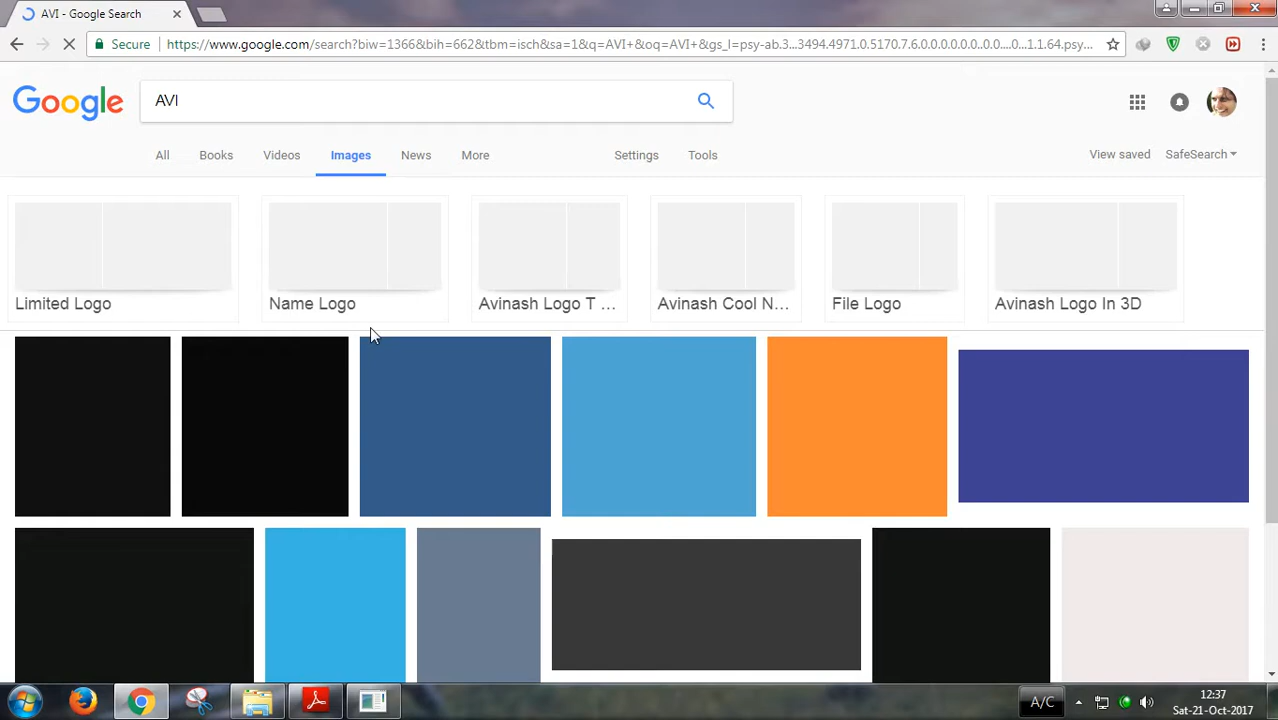 AVI - Google Search
Secure https://www.google.com/search?biw=1366&bih=662&tbm=isch&sa=1&q=AVI+&oq=AVI+&gs_l=psy-ab.3...3494.4971.0.5170.7.6.0.0.0.0.0.0.0....0...1.1.64.psy...
Google AVI
All Books Videos Images News More Settings Tools View saved SafeSearch
Limited Logo Name Logo Avinash Logo T ... Avinash Cool N... File Logo Avinash Logo In 3D
A/C 12:37
Sat-21-Oct-2017